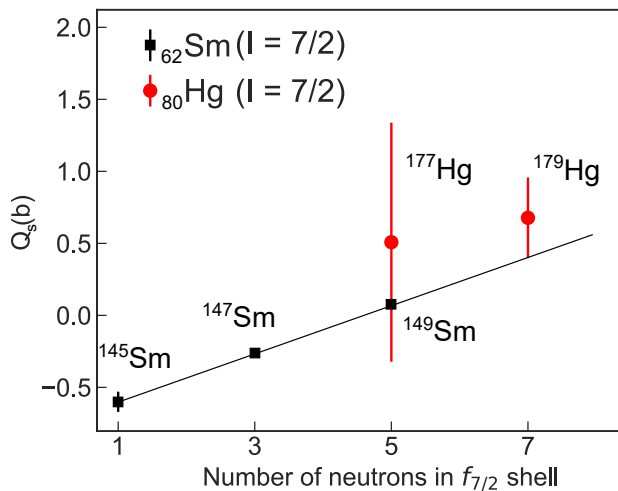 2.0
1.5
1.0
0.5
0.0
−0.5
Qₛ(b)
₆₂Sm (I = 7/2)
₈₀Hg (I = 7/2)
¹⁷⁷Hg
¹⁷⁹Hg
¹⁴⁷Sm
¹⁴⁹Sm
¹⁴⁵Sm
1 3 5 7
Number of neutrons in f₇/₂ shell